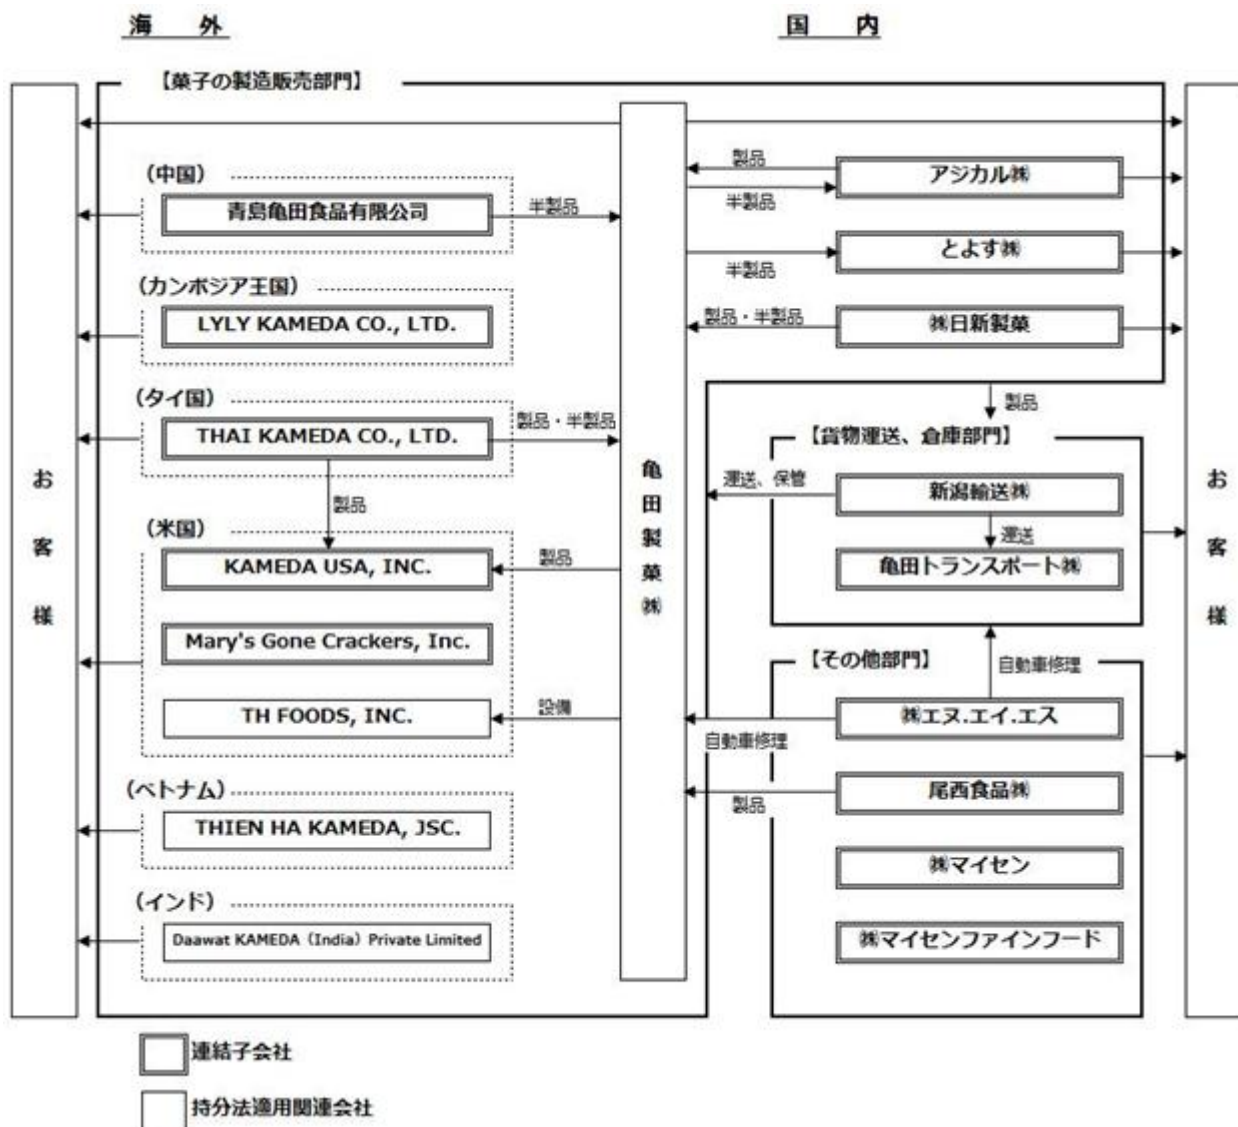 海 外
国 内
【菓子の製造販売部門】
(中国)
青島亀田食品有限公司
半製品
(カンボジア王国)
LYLY KAMEDA CO., LTD.
(タイ国)
THAI KAMEDA CO., LTD.
製品・半製品
製品
(米国)
KAMEDA USA, INC.
製品
Mary's Gone Crackers, Inc.
TH FOODS, INC.
設備
(ベトナム)
THIEN HA KAMEDA, JSC.
(インド)
Daawat KAMEDA (India) Private Limited
お客様
亀田製菓㈱
製品
アジカル㈱
半製品
とよす㈱
半製品
製品・半製品
㈱日新製菓
製品
【貨物運送、倉庫部門】
運送、保管
新潟輸送㈱
運送
亀田トランスポート㈱
【その他部門】
自動車修理
㈱エヌ.エイ.エス
自動車修理
尾西食品㈱
製品
㈱マイセン
㈱マイセンファインフード
お客様
連結子会社
持分法適用関連会社